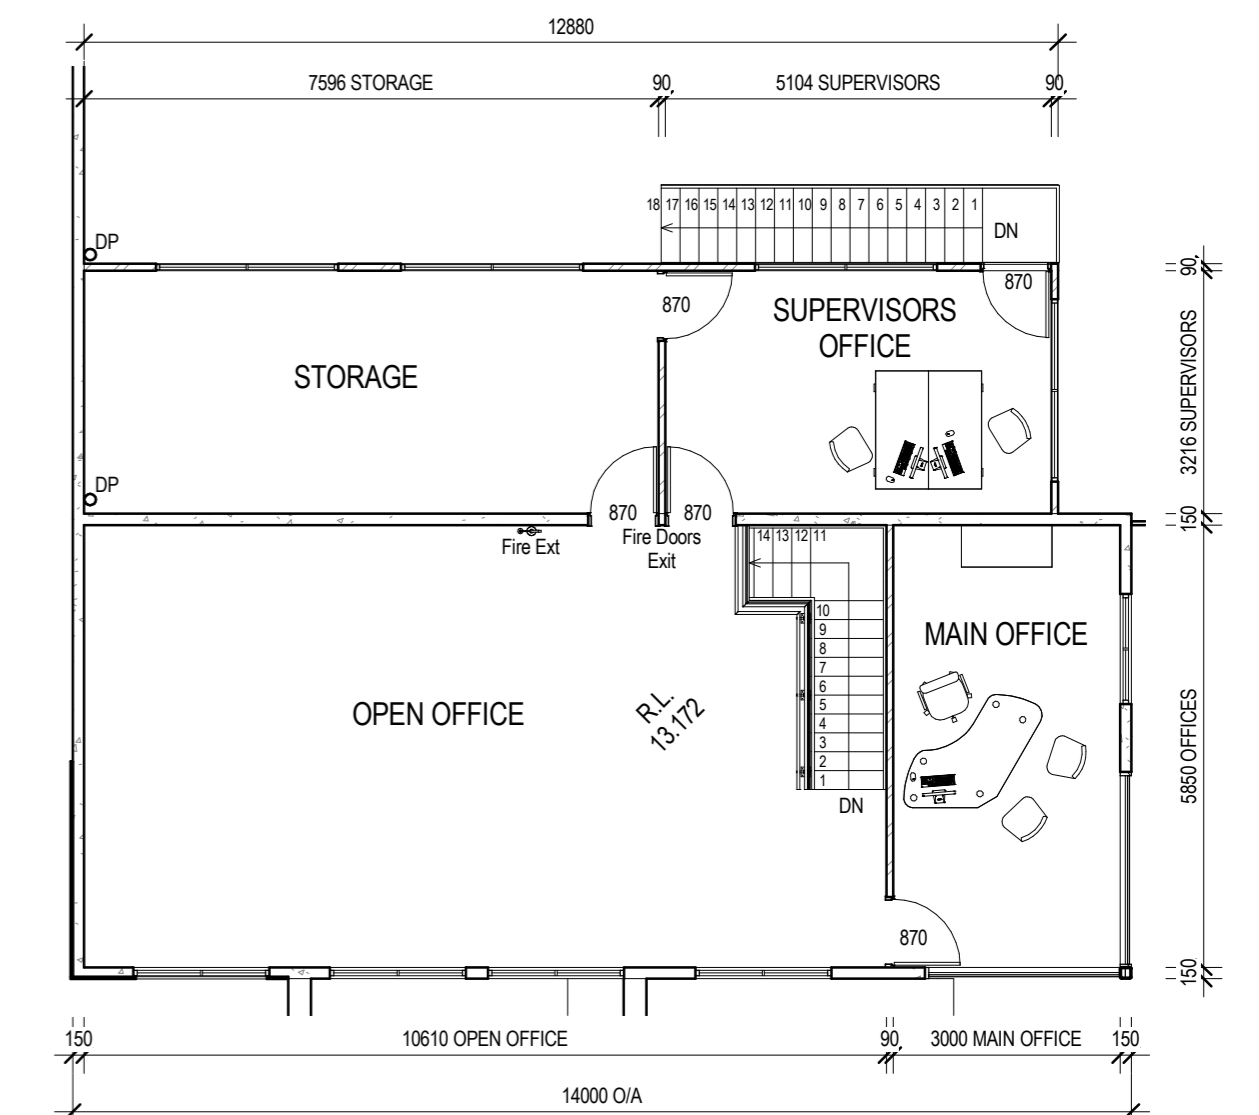 12880
7596 STORAGE 90, 5104 SUPERVISORS 90,
18 17 16 15 14 13 12 11 10 9 8 7 6 5 4 3 2 1
DN
DP
870
870
SUPERVISORS
OFFICE
STORAGE
DP
870 870
Fire Doors
Exit
Fire Ext
14 13 12 11
10
9
8
7
6
5
4
3
2
1
DN
MAIN OFFICE
OPEN OFFICE
R.L.
13.172
870
90,
3216 SUPERVISORS
150
5850 OFFICES
150
150 10610 OPEN OFFICE 90, 3000 MAIN OFFICE 150
14000 O/A